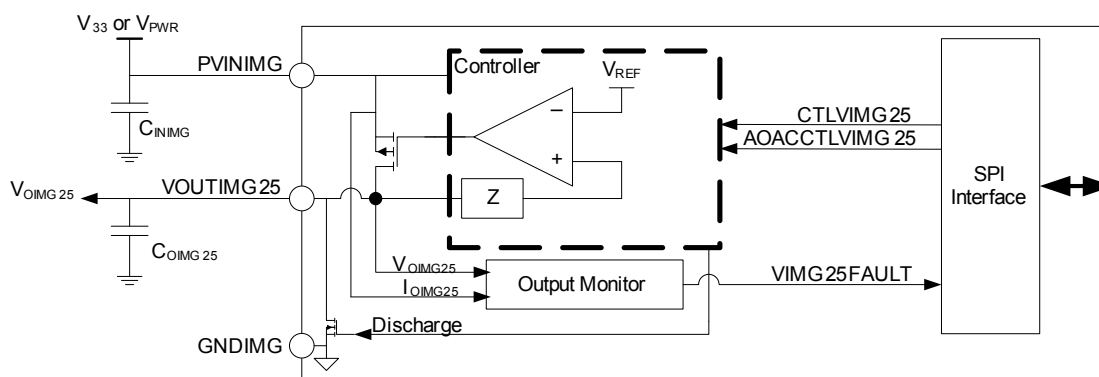 V33 or VPWR
PVINIMG
CINIMG
Controller
VREF
−
+
Z
CTLVIMG25
AOACCTLVIMG25
SPI
Interface
VOIMG25
VOUTIMG25
COIMG25
VOIMG25
IOIMG25
Output Monitor
VIMG25FAULT
Discharge
GNDIMG